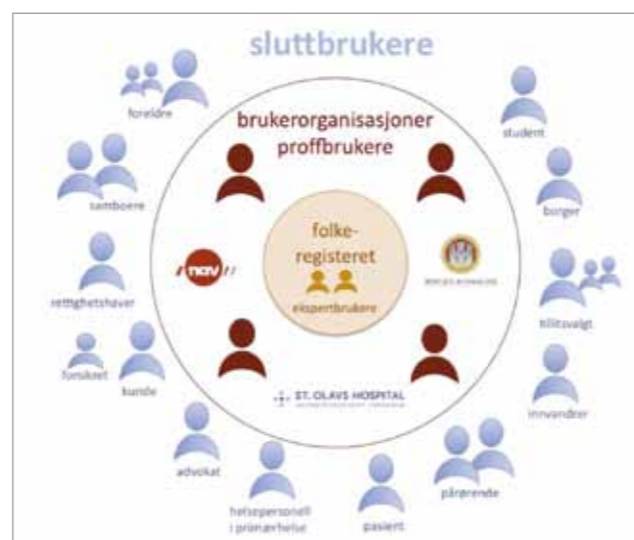 sluttbrukere
foreldre
student
brukerorganisasjoner
proffbrukere
samboere
borger
folke-
registeret
nav
ekspertbrukere
rettighetshaver
tillitsvalgt
forsikret
kunde
ST. OLAVS HOSPITAL
innvandrer
advokat
pårørende
helsepersonell
i primærhelse
pasient